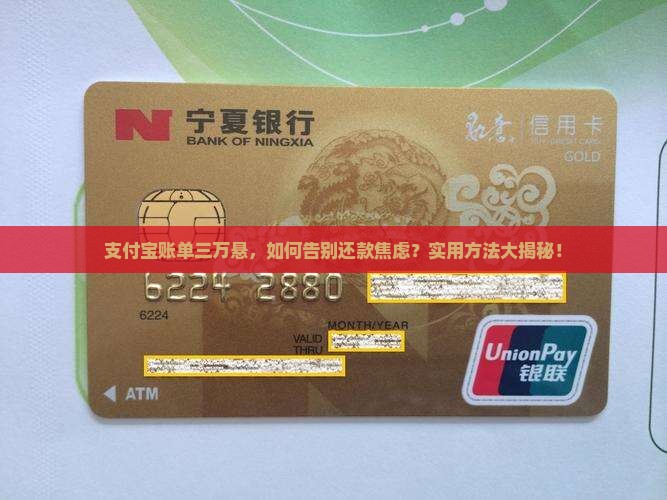 宁夏银行
BANK OF NINGXIA
信用卡
GOLD
支付宝账单三万悬，如何告别还款焦虑？实用方法大揭秘！
6224 2880
6224
MONTH/YEAR
VALID
THRU
ATM
UnionPay
银联